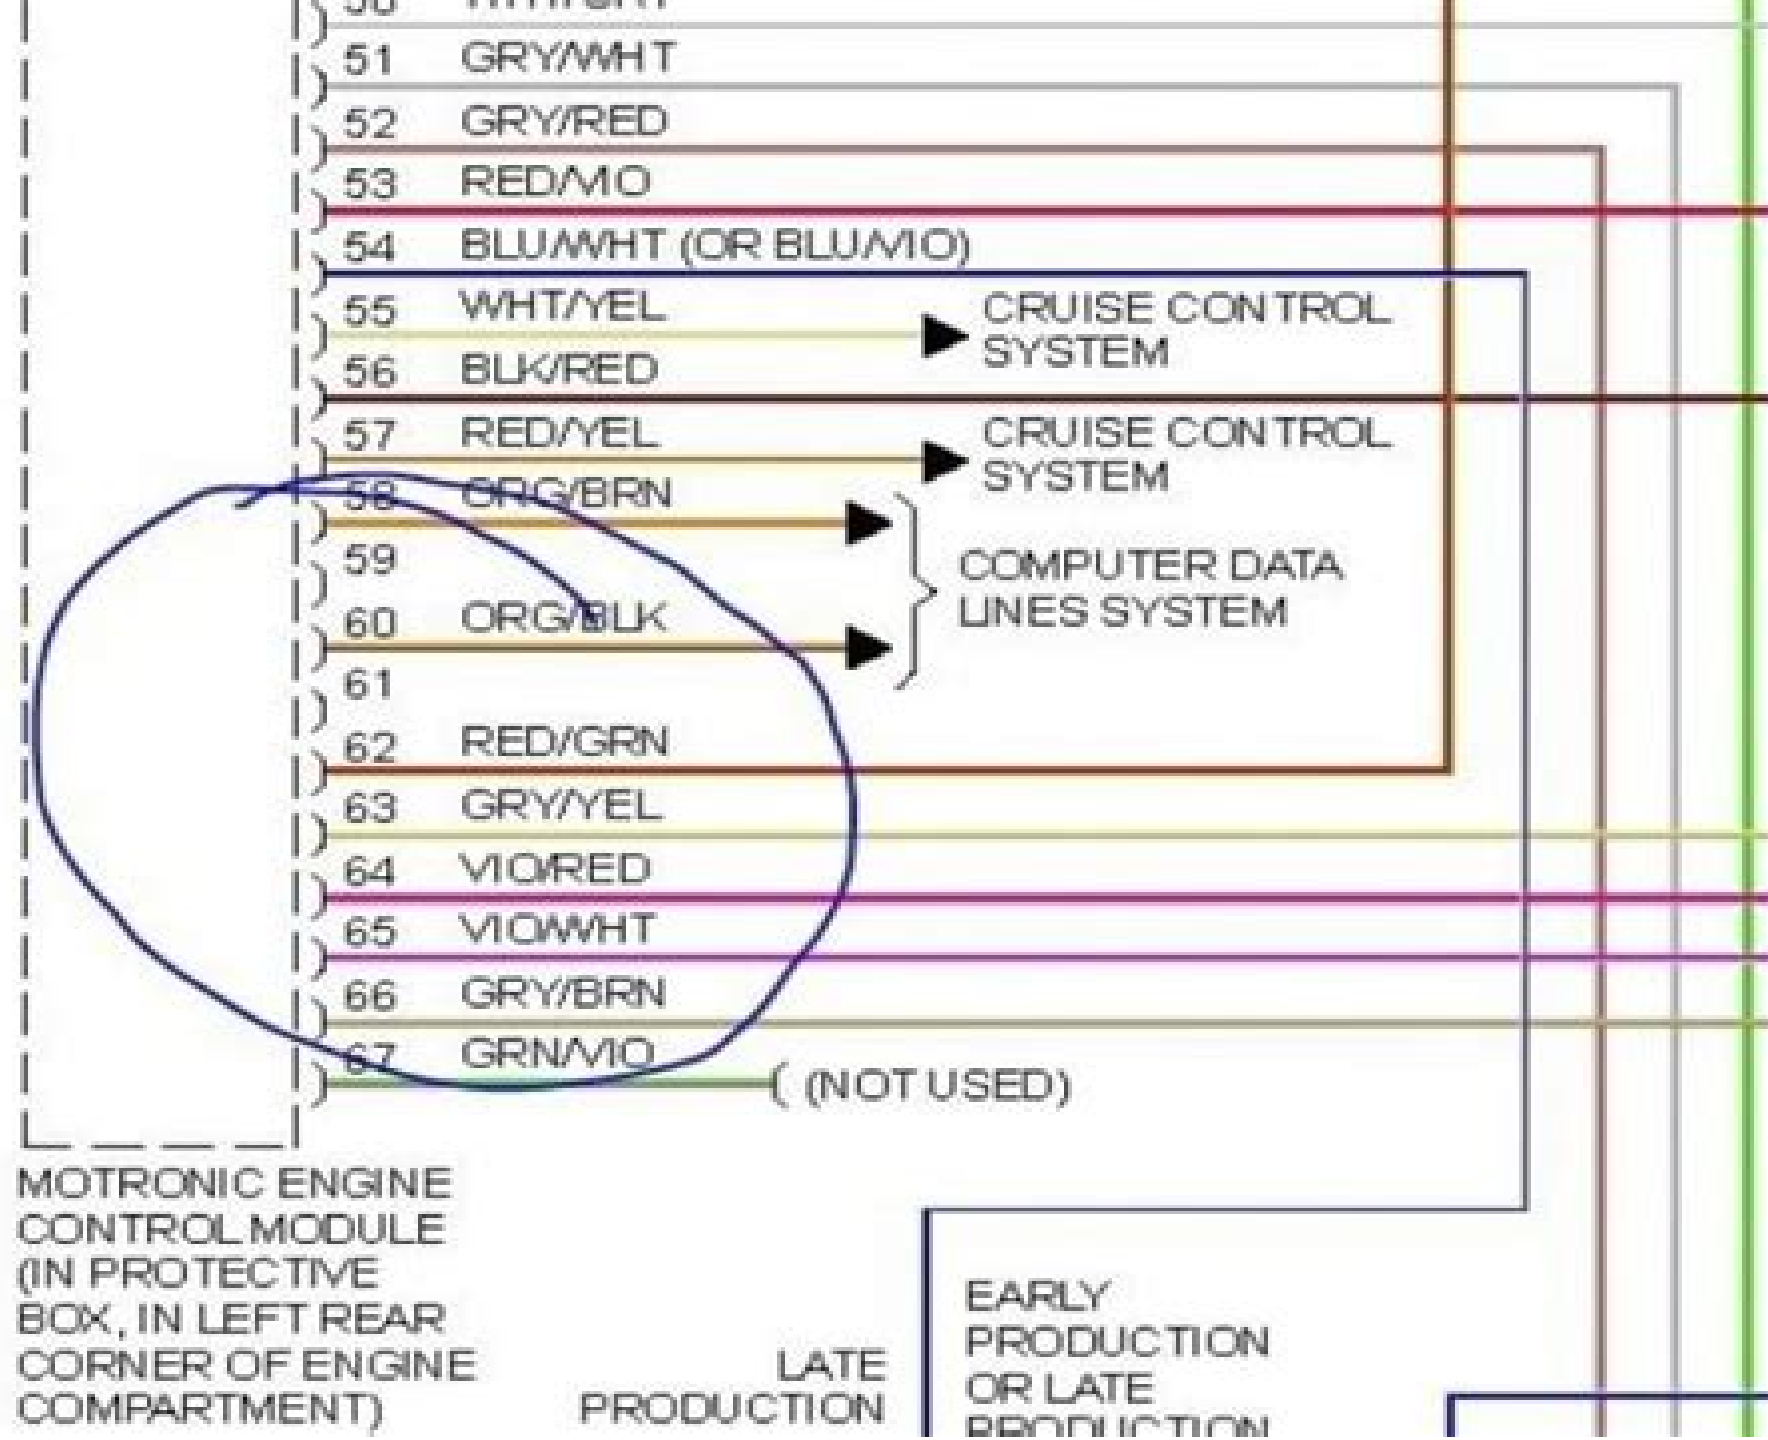 51 GRY/WHT
52 GRY/RED
53 RED/VIO
54 BLU/WHT (OR BLU/VIO)
55 WHT/YEL
CRUISE CONTROL
SYSTEM
56 BLK/RED
57 RED/YEL
CRUISE CONTROL
SYSTEM
58 ORG/BRN
59
COMPUTER DATA
LINES SYSTEM
60 ORG/BLK
61
62 RED/GRN
63 GRY/YEL
64 VIO/RED
65 VIO/WHT
66 GRY/BRN
67 GRN/VIO
(NOT USED)
MOTRONIC ENGINE
CONTROL MODULE
(IN PROTECTIVE
BOX, IN LEFT REAR
CORNER OF ENGINE
COMPARTMENT)
LATE
PRODUCTION
EARLY
PRODUCTION
OR LATE
PRODUCTION